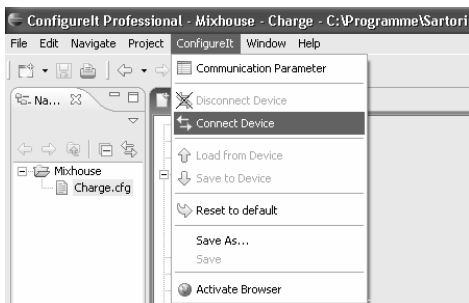 ConfigureIt Professional - Mixhouse - Charge - C:\Programme\Sartori
File Edit Navigate Project ConfigureIt Window Help
Na...
Communication Parameter
Disconnect Device
Connect Device
Load from Device
Save to Device
Reset to default
Save As...
Save
Activate Browser
Mixhouse
Charge.cfg